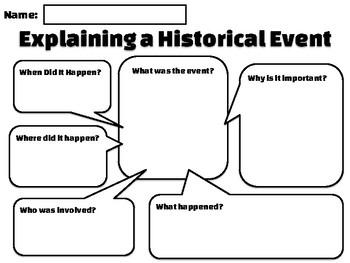 Name:
Explaining a Historical Event
When Did It Happen?
What was the event?
Why is it important?
Where did it happen?
Who was involved?
What happened?